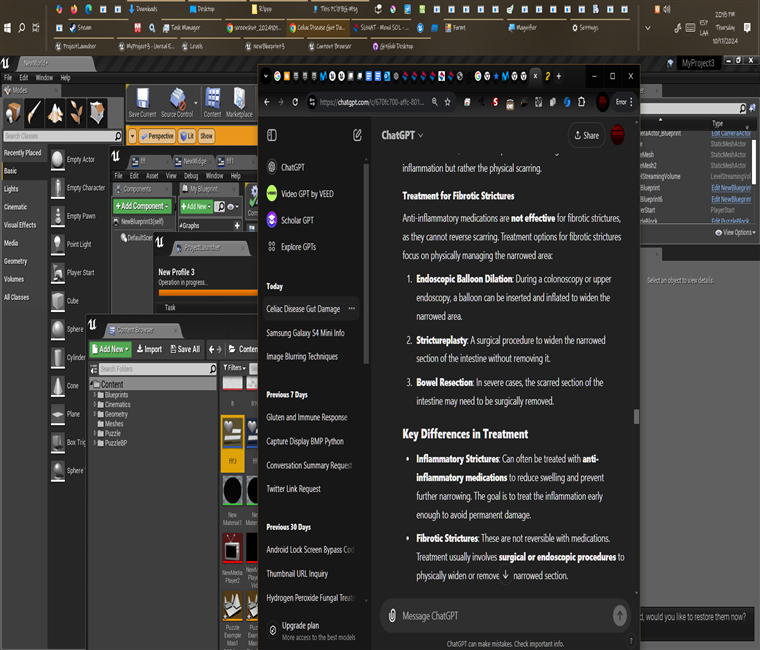 Downloads
Desktop
Ripp
Steam
Task Manager
Celiac Disease Gut Dam
Forms
Magnifier
Settings
ESP
LAA
Thursday
10/17/2024
ProjectLauncher
MyProject3 - Unreal E
Levels
newBlueprint3
Content Browser
GitHub Desktop
NewWorld+
MyProject3
File Edit Window Help
Modes
Search Classes
Recently Placed
Basic
Lights
Cinematic
Visual Effects
Media
Geometry
Volumes
All Classes
Empty Actor
Empty Character
Empty Pawn
Point Light
Player Start
Cube
Sphere
Cylinder
Cone
Plane
Box Trig
Sphere
Save Current
Source Control
Content
Marketplace
Perspective
Lit
Show
fff
NewWidge
fff1
File Edit Asset View Debug Window Help
Components
My Blueprint
+ Add Component
+ Add New
NewBlueprint3(self)
DefaultScen
Graphs
ProjectLauncher
New Profile 3
Operation in progress...
Task
Content Browser
Add New
Import
Save All
Conten
Search Folders
Filters
Content
Blueprints
Cinematics
Geometry
Meshes
Puzzle
PuzzleBP
New
Material1
NewMedia
Player2
Puzzle
Example
Mas1
https://chatgpt.com/c/670fc700-affc-801...
Error
ChatGPT
Share
ChatGPT
Video GPT by VEED
Scholar GPT
Explore GPTs
Today
Celiac Disease Gut Damage
Samsung Galaxy S4 Mini Info
Image Blurring Techniques
Previous 7 Days
Gluten and Immune Response
Capture Display BMP Python
Conversation Summary Request
Twitter Link Request
Previous 30 Days
Android Lock Screen Bypass Cod
Thumbnail URL Inquiry
Hydrogen Peroxide Fungal Treat
Upgrade plan
More access to the best models
inflammation but rather the physical scarring.
Treatment for Fibrotic Strictures
Anti-inflammatory medications are not effective for fibrotic strictures,
as they cannot reverse scarring. Treatment options for fibrotic strictures
focus on physically managing the narrowed area:
1. Endoscopic Balloon Dilation: During a colonoscopy or upper
endoscopy, a balloon can be inserted and inflated to widen the
narrowed area.
2. Strictureplasty: A surgical procedure to widen the narrowed
section of the intestine without removing it.
3. Bowel Resection: In severe cases, the scarred section of the
intestine may need to be surgically removed.
Key Differences in Treatment
• Inflammatory Strictures: Can often be treated with anti-
inflammatory medications to reduce swelling and prevent
further narrowing. The goal is to treat the inflammation early
enough to avoid permanent damage.
• Fibrotic Strictures: These are not reversible with medications.
Treatment usually involves surgical or endoscopic procedures to
physically widen or remove narrowed section.
Message ChatGPT
ChatGPT can make mistakes. Check important info.
?
Type
Edit CameraActor
StaticMeshActor
StaticMeshActor
LevelStreamingVolume
Edit NewBlueprint
Edit NewBlueprint
PlayerStart
Edit PuzzleBlock
View Options
Select an object to view details.
d, would you like to restore them now?